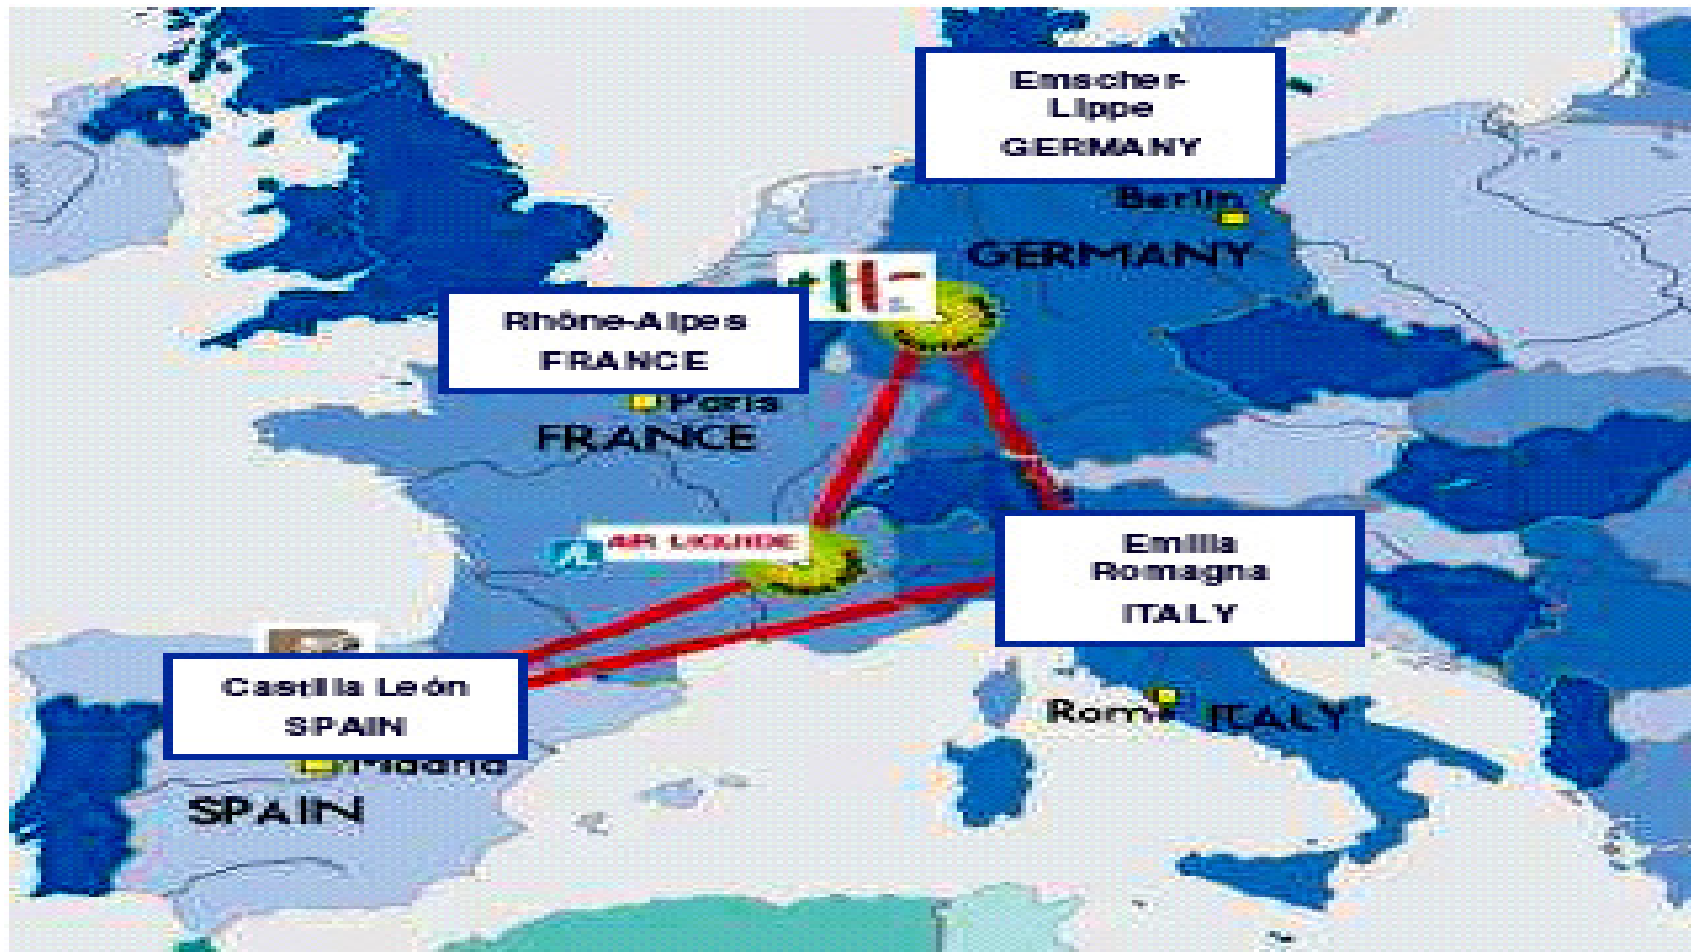 Emscher-
Lippe
GERMANY
Berlin
GERMANY
Rhône-Alpes
FRANCE
Paris
FRANCE
AIR LIQUIDE
Emilia
Romagna
ITALY
Castilla León
SPAIN
Rome
ITALY
Madrid
SPAIN